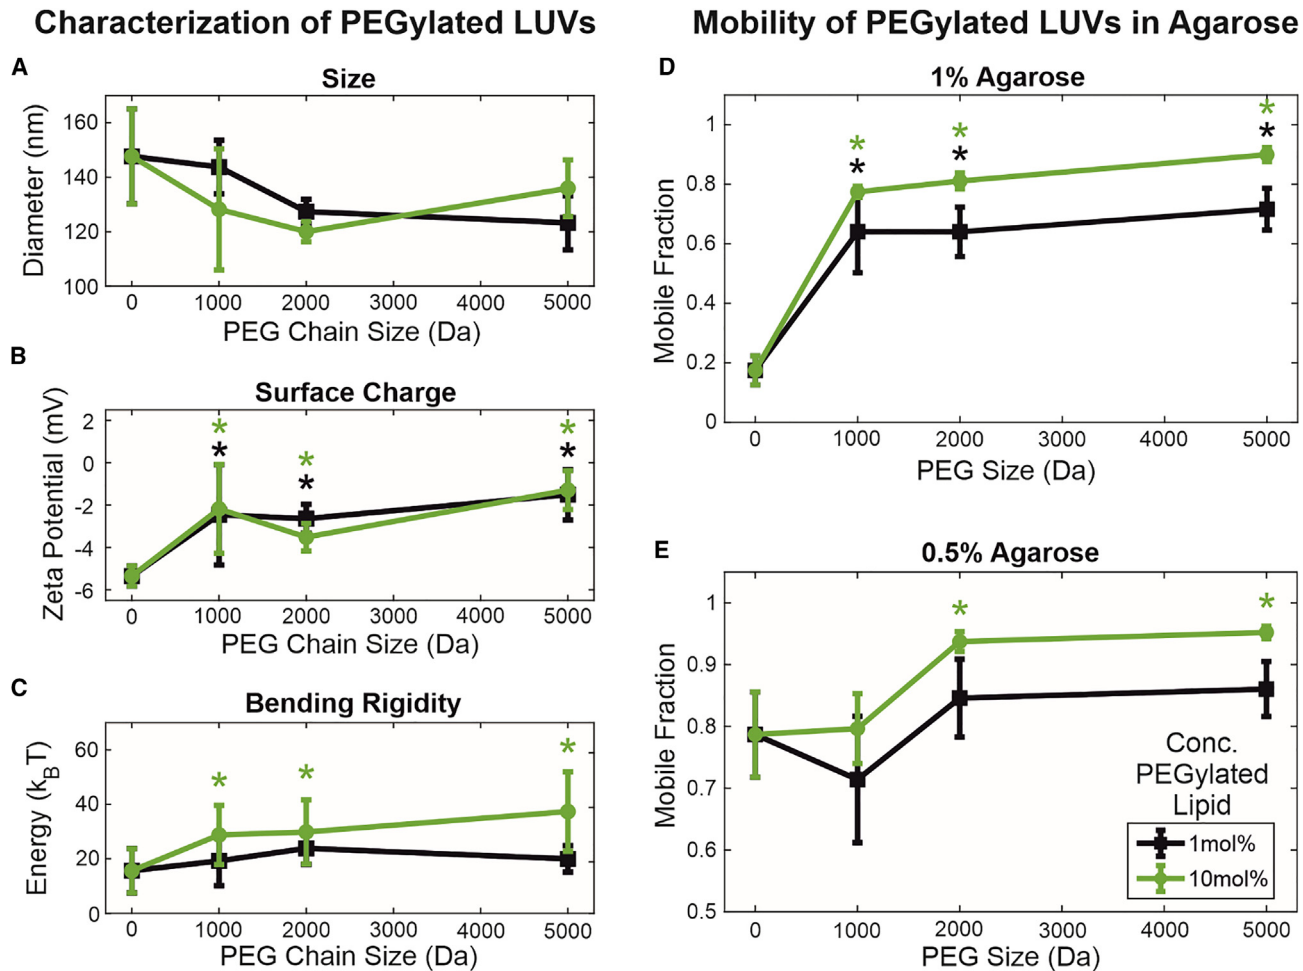 Characterization of PEGylated LUVs
A
Size
Diameter (nm)
160
140
120
100
0 1000 2000 3000 4000 5000
PEG Chain Size (Da)
B
Surface Charge
Zeta Potential (mV)
2
0
-2
-4
-6
* * *
* * *
0 1000 2000 3000 4000 5000
PEG Chain Size (Da)
C
Bending Rigidity
Energy (kBT)
60
40
20
0
* * *
0 1000 2000 3000 4000 5000
PEG Chain Size (Da)
Mobility of PEGylated LUVs in Agarose
D
1% Agarose
Mobile Fraction
1
0.8
0.6
0.4
0.2
0
* * *
* * *
0 1000 2000 3000 4000 5000
PEG Size (Da)
E
0.5% Agarose
Mobile Fraction
1
0.9
0.8
0.7
0.6
0.5
* *
0 1000 2000 3000 4000 5000
PEG Size (Da)
Conc.
PEGylated
Lipid
1mol%
10mol%